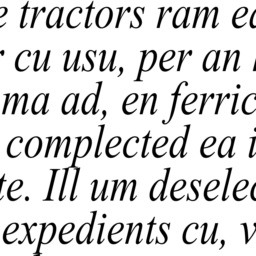 e tractors ram ea
r cu usu, per an
ma ad, en ferric
complected ea i
te. Ill um deselec
expedients cu, v